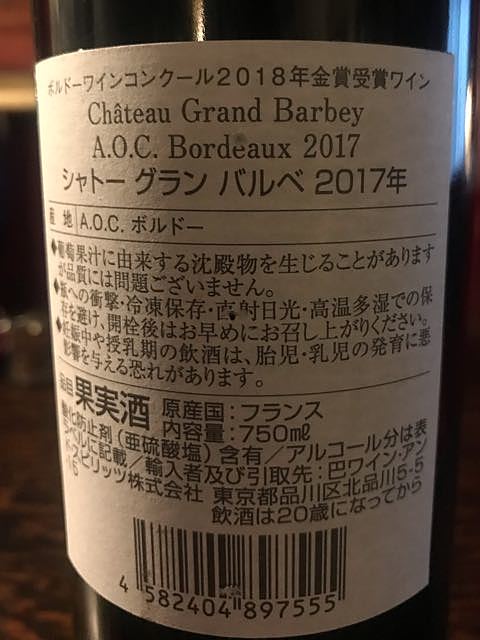 ボルドーワインコンクール2018年金賞受賞ワイン
Château Grand Barbey
A.O.C. Bordeaux 2017
シャトー グラン バルベ 2017年
産 地 A.O.C. ボルドー
◆葡萄果汁に由来する沈殿物を生じることがあります
が品質には問題ございません。
◆瓶への衝撃・冷凍保存・直射日光・高温多湿での保
存を避け、開栓後はお早めにお召し上がりください。
◆妊娠中や授乳期の飲酒は、胎児・乳児の発育に悪
影響を与える恐れがあります。
品目 果実酒 原産国：フランス
内容量：750㎖
酸化防止剤（亜硫酸塩）含有／アルコール分は表
ラベルに記載／輸入者及び引取先：巴ワイン・アン
ド・スピリッツ株式会社 東京都品川区北品川5-5
-15
飲酒は20歳になってから
4 582404 897555